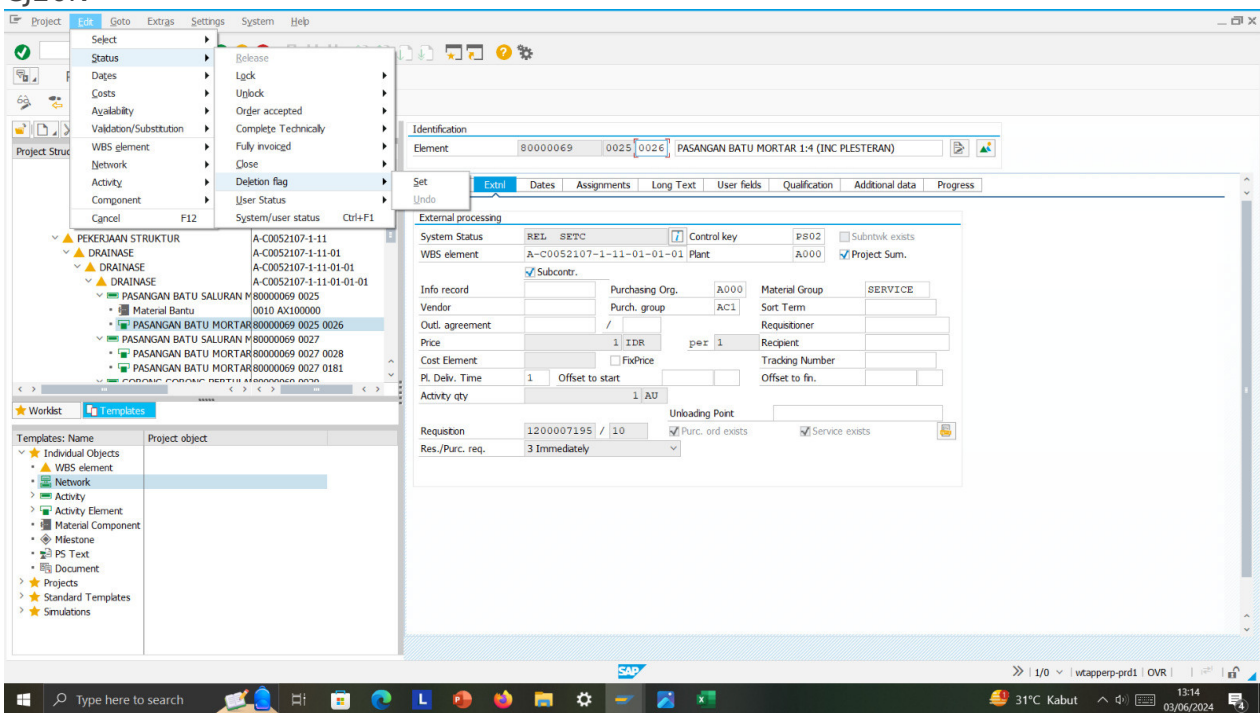 Project Edit Goto Extras Settings System Help
Select
Status
Dates
Costs
Availability
Validation/Substitution
WBS element
Network
Activity
Component
Cancel F12
Release
Lock
Unlock
Order accepted
Complete Technically
Fully invoiced
Close
Deletion flag
User Status
System/user status Ctrl+F1
Set
Undo
Project Struc
PEKERJAAN STRUKTUR A-C0052107-1-11
DRAINASE A-C0052107-1-11-01
DRAINASE A-C0052107-1-11-01-01
DRAINASE A-C0052107-1-11-01-01-01
PASANGAN BATU SALURAN M 80000069 0025
Material Bantu 0010 AX100000
PASANGAN BATU MORTAR 80000069 0025 0026
PASANGAN BATU SALURAN M 80000069 0027
PASANGAN BATU MORTAR 80000069 0027 0028
PASANGAN BATU MORTAR 80000069 0027 0181
Worklist Templates
Templates: Name Project object
Individual Objects
WBS element
Network
Activity
Activity Element
Material Component
Milestone
PS Text
Document
Projects
Standard Templates
Simulations
Identification
Element 80000069 0025 0026 PASANGAN BATU MORTAR 1:4 (INC PLESTERAN)
Extnl Dates Assignments Long Text User fields Qualification Additional data Progress
External processing
System Status REL SETC Control key PS02 Subntwk exists
WBS element A-C0052107-1-11-01-01-01 Plant A000 Project Sum.
Subcontr.
Info record Purchasing Org. A000 Material Group SERVICE
Vendor Purch. group AC1 Sort Term
Outl. agreement / Requisitioner
Price 1 IDR per 1 Recipient
Cost Element FixPrice Tracking Number
Pl. Deliv. Time 1 Offset to start Offset to fin.
Activity qty 1 AU
Unloading Point
Requisition 1200007195 / 10 Purc. ord exists Service exists
Res./Purc. req. 3 Immediately
SAP
1/0 wtapperp-prd1 OVR
Type here to search
L
31°C Kabut
13:14
03/06/2024
4